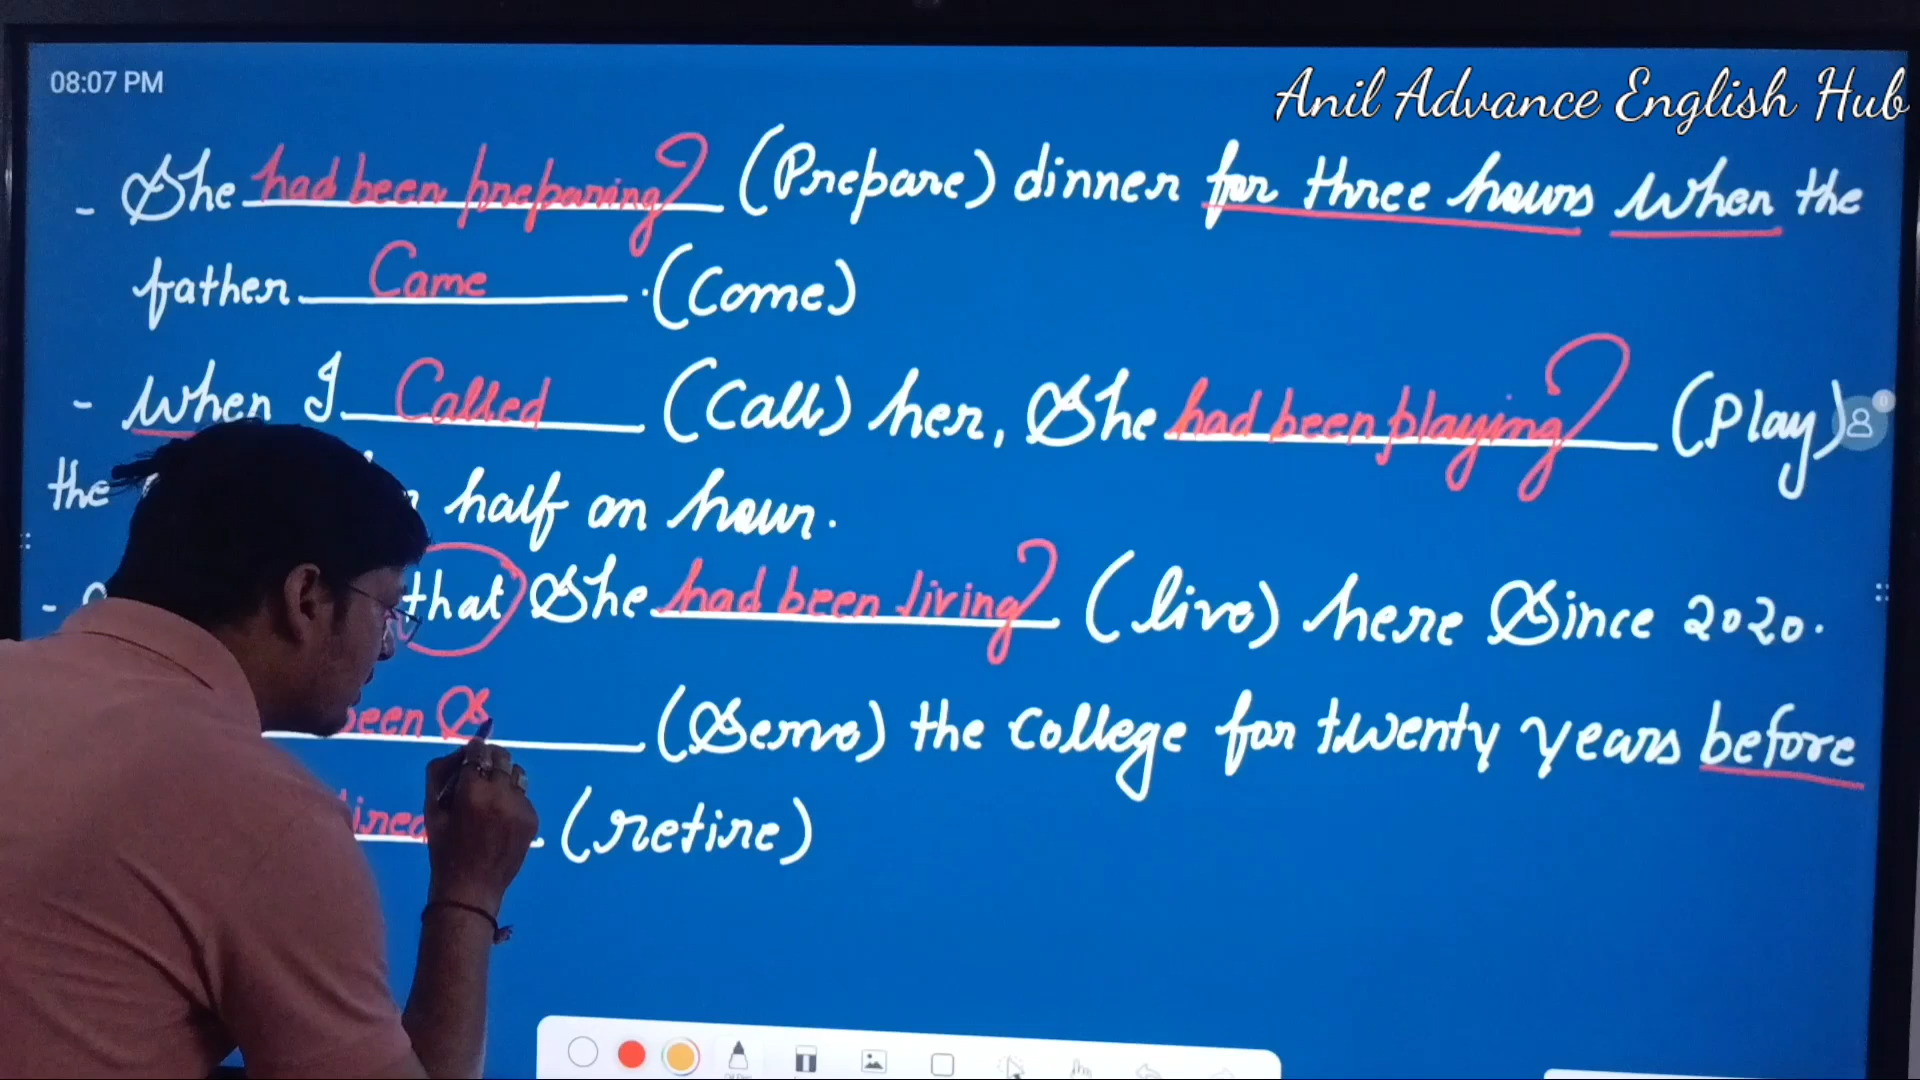 08:07 PM
Anil Advance English Hub
- She had been preparing? (Prepare) dinner for three hours when the
father Came . (Come)
- When I Called (Call) her, She had been playing? (Play)
the half an hour.
- that She had been living? (live) here Since 2020.
been S (Serve) the college for twenty years before
. (retire)